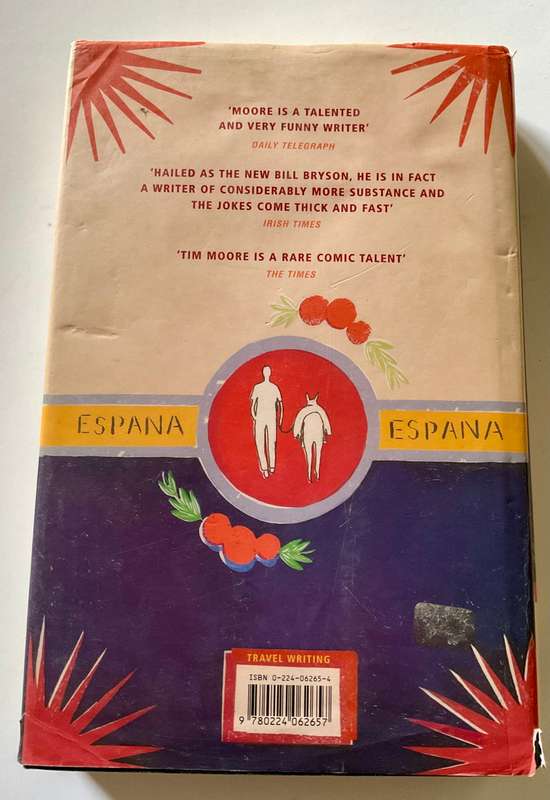 'MOORE IS A TALENTED
AND VERY FUNNY WRITER'
DAILY TELEGRAPH
'HAILED AS THE NEW BILL BRYSON, HE IS IN FACT
A WRITER OF CONSIDERABLY MORE SUBSTANCE AND
THE JOKES COME THICK AND FAST'
IRISH TIMES
'TIM MOORE IS A RARE COMIC TALENT'
THE TIMES
ESPANA
ESPANA
TRAVEL WRITING
ISBN 0-224-06265-4
9 780224 062657